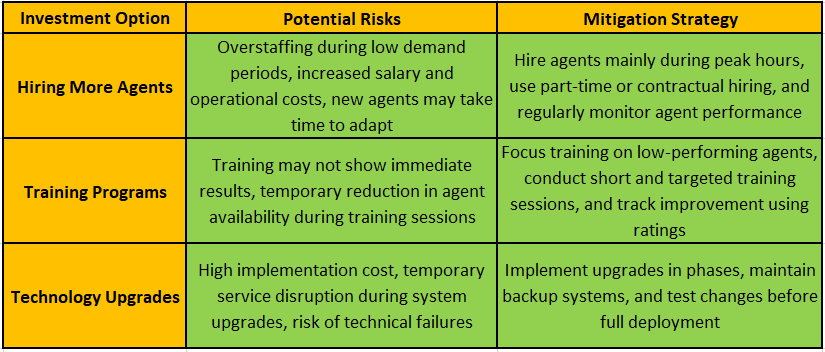 Investment Option
Potential Risks
Mitigation Strategy
Hiring More Agents
Overstaffing during low demand
periods, increased salary and
operational costs, new agents may take
time to adapt
Hire agents mainly during peak hours,
use part-time or contractual hiring, and
regularly monitor agent performance
Training Programs
Training may not show immediate
results, temporary reduction in agent
availability during training sessions
Focus training on low-performing agents,
conduct short and targeted training
sessions, and track improvement using
ratings
Technology Upgrades
High implementation cost, temporary
service disruption during system
upgrades, risk of technical failures
Implement upgrades in phases, maintain
backup systems, and test changes before
full deployment